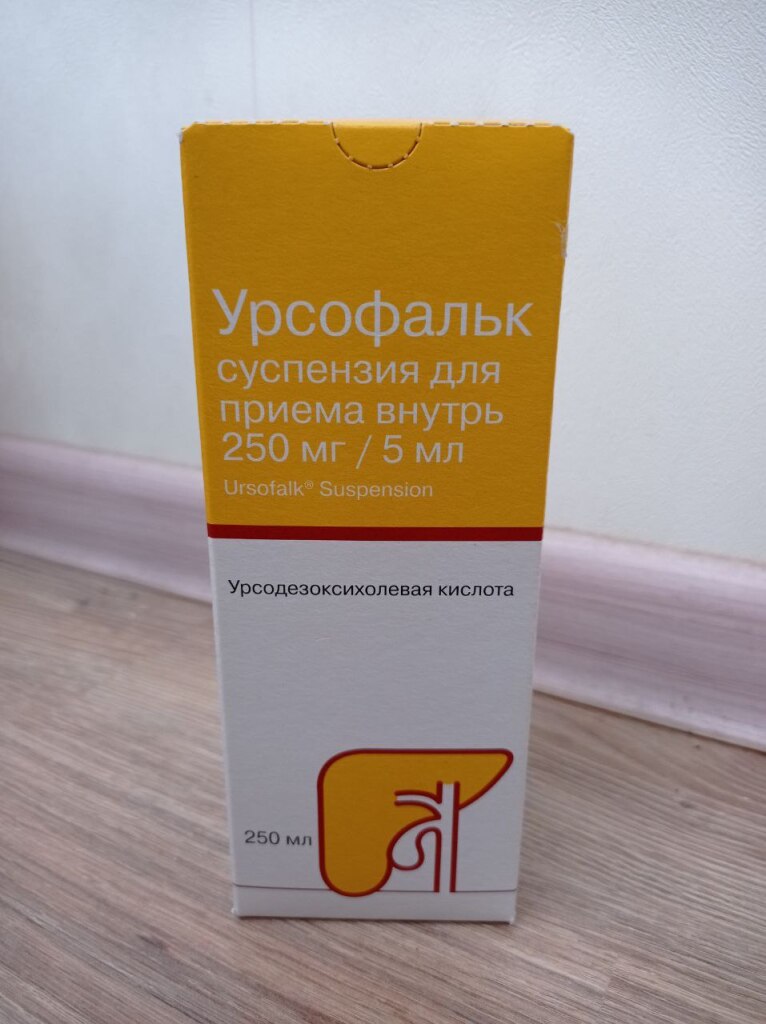 Урсофальк
суспензия для
приема внутрь
250 мг / 5 мл
Ursofalk® Suspension
Урсодезоксихолевая кислота
250 мл